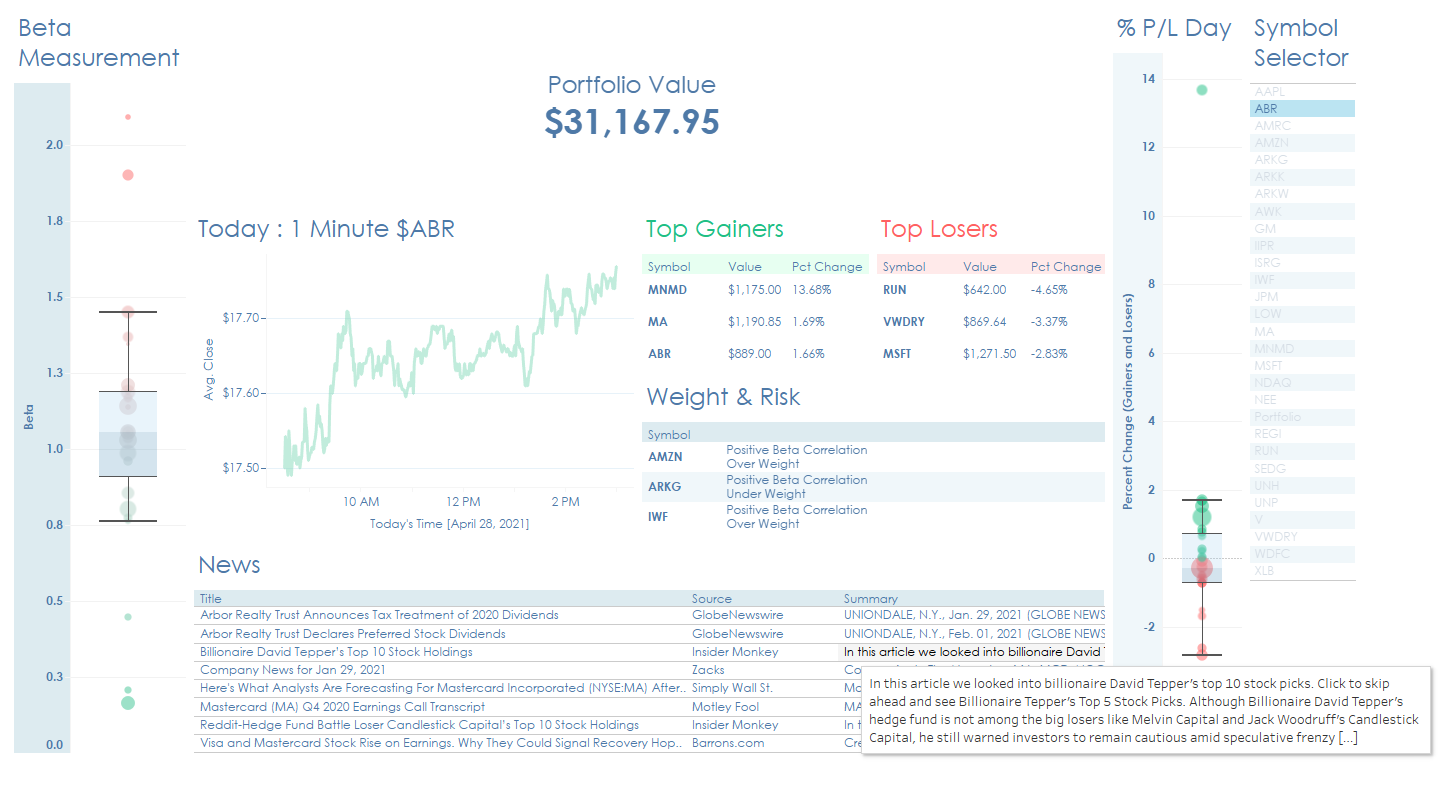 Beta
Measurement
2.0
1.8
1.5
1.3
1.0
0.8
0.5
0.3
0.0
Beta
Portfolio Value
$31,167.95
Today : 1 Minute $ABR
$17.70
$17.60
$17.50
Avg. Close
10 AM 12 PM 2 PM
Today's Time [April 28, 2021]
Top Gainers
Symbol Value Pct Change
MNMD $1,175.00 13.68%
MA $1,190.85 1.69%
ABR $889.00 1.66%
Top Losers
Symbol Value Pct Change
RUN $642.00 -4.65%
VWDRY $869.64 -3.37%
MSFT $1,271.50 -2.83%
Weight & Risk
Symbol
AMZN Positive Beta Correlation
Over Weight
ARKG Positive Beta Correlation
Under Weight
IWF Positive Beta Correlation
Over Weight
News
Title Source Summary
Arbor Realty Trust Announces Tax Treatment of 2020 Dividends GlobeNewswire UNIONDALE, N.Y., Jan. 29, 2021 (GLOBE NEWS
Arbor Realty Trust Declares Preferred Stock Dividends GlobeNewswire UNIONDALE, N.Y., Feb. 01, 2021 (GLOBE NEWS
Billionaire David Tepper's Top 10 Stock Holdings Insider Monkey In this article we looked into billionaire David
Company News for Jan 29, 2021 Zacks
Here's What Analysts Are Forecasting For Mastercard Incorporated (NYSE:MA) After.. Simply Wall St.
Mastercard (MA) Q4 2020 Earnings Call Transcript Motley Fool MA
Reddit-Hedge Fund Battle Loser Candlestick Capital's Top 10 Stock Holdings Insider Monkey In t
Visa and Mastercard Stock Rise on Earnings. Why They Could Signal Recovery Hop.. Barrons.com Cre
In this article we looked into billionaire David Tepper's top 10 stock picks. Click to skip
ahead and see Billionaire Tepper's Top 5 Stock Picks. Although Billionaire David Tepper's
hedge fund is not among the big losers like Melvin Capital and Jack Woodruff's Candlestick
Capital, he still warned investors to remain cautious amid speculative frenzy [...]
% P/L Day
14
12
10
8
6
4
2
0
-2
Percent Change (Gainers and Losers)
Symbol
Selector
AAPL
ABR
AMRC
AMZN
ARKG
ARKK
ARKW
AWK
GM
IIPR
ISRG
IWF
JPM
LOW
MA
MNMD
MSFT
NDAQ
NEE
Portfolio
REGI
RUN
SEDG
UNH
UNP
V
VWDRY
WDFC
XLB